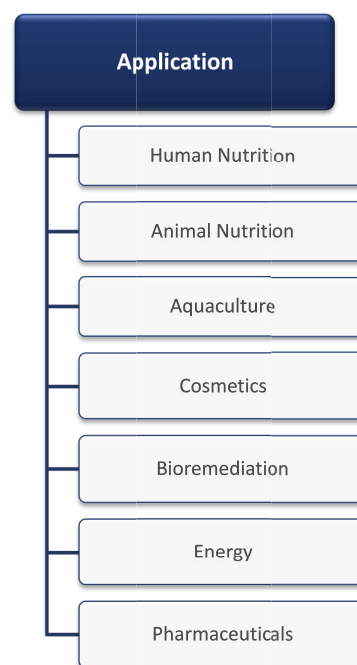 Application
Human Nutrition
Animal Nutrition
Aquaculture
Cosmetics
Bioremediation
Energy
Pharmaceuticals